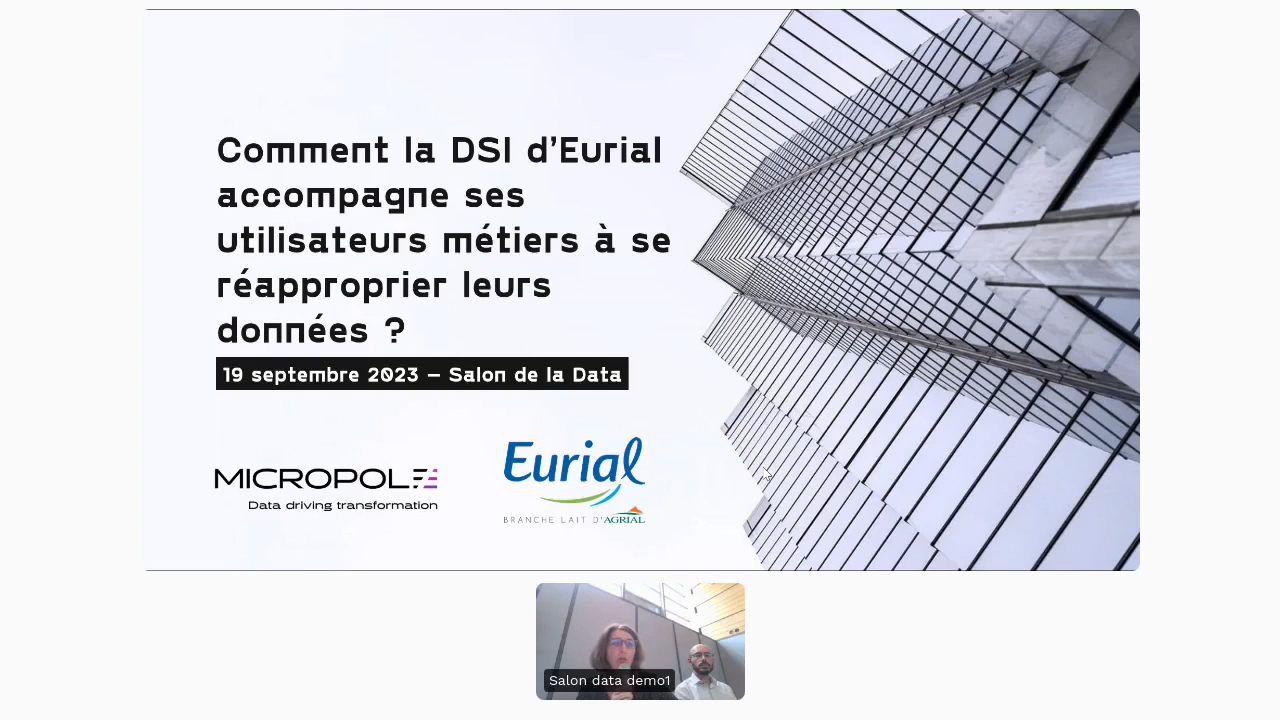 Comment la DSI d'Eurial
accompagne ses
utilisateurs métiers à se
réapproprier leurs
données ?
19 septembre 2023 – Salon de la Data
MICROPOLE
Data driving transformation
Eurial
BRANCHE LAIT D'AGRIAL
Salon data demo1